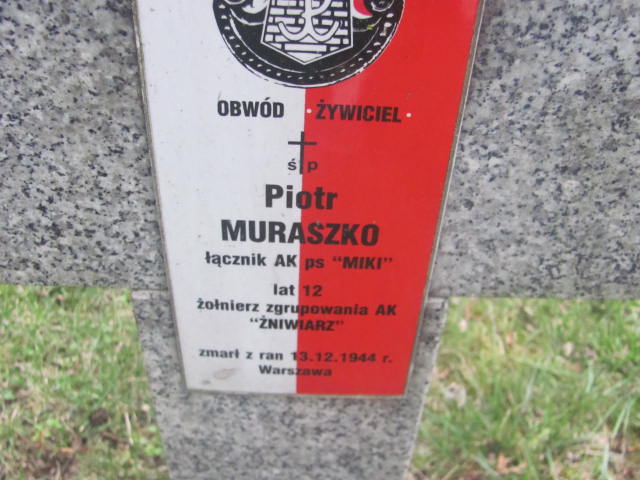 OBWÓD · ŻYWICIEL ·
ś p
Piotr
MURASZKO
łącznik AK ps "MIKI"
lat 12
żołnierz zgrupowania AK
"ŻNIWIARZ"
zmarł z ran 13.12.1944 r.
Warszawa